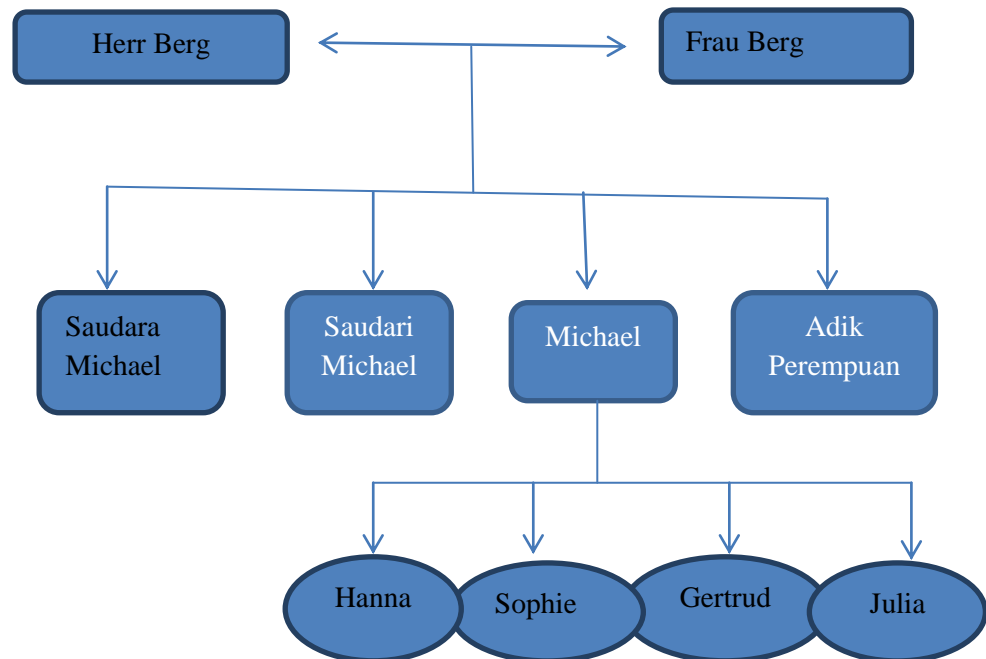 Herr Berg
Frau Berg
Saudara
Michael
Saudari
Michael
Michael
Adik
Perempuan
Hanna
Sophie
Gertrud
Julia